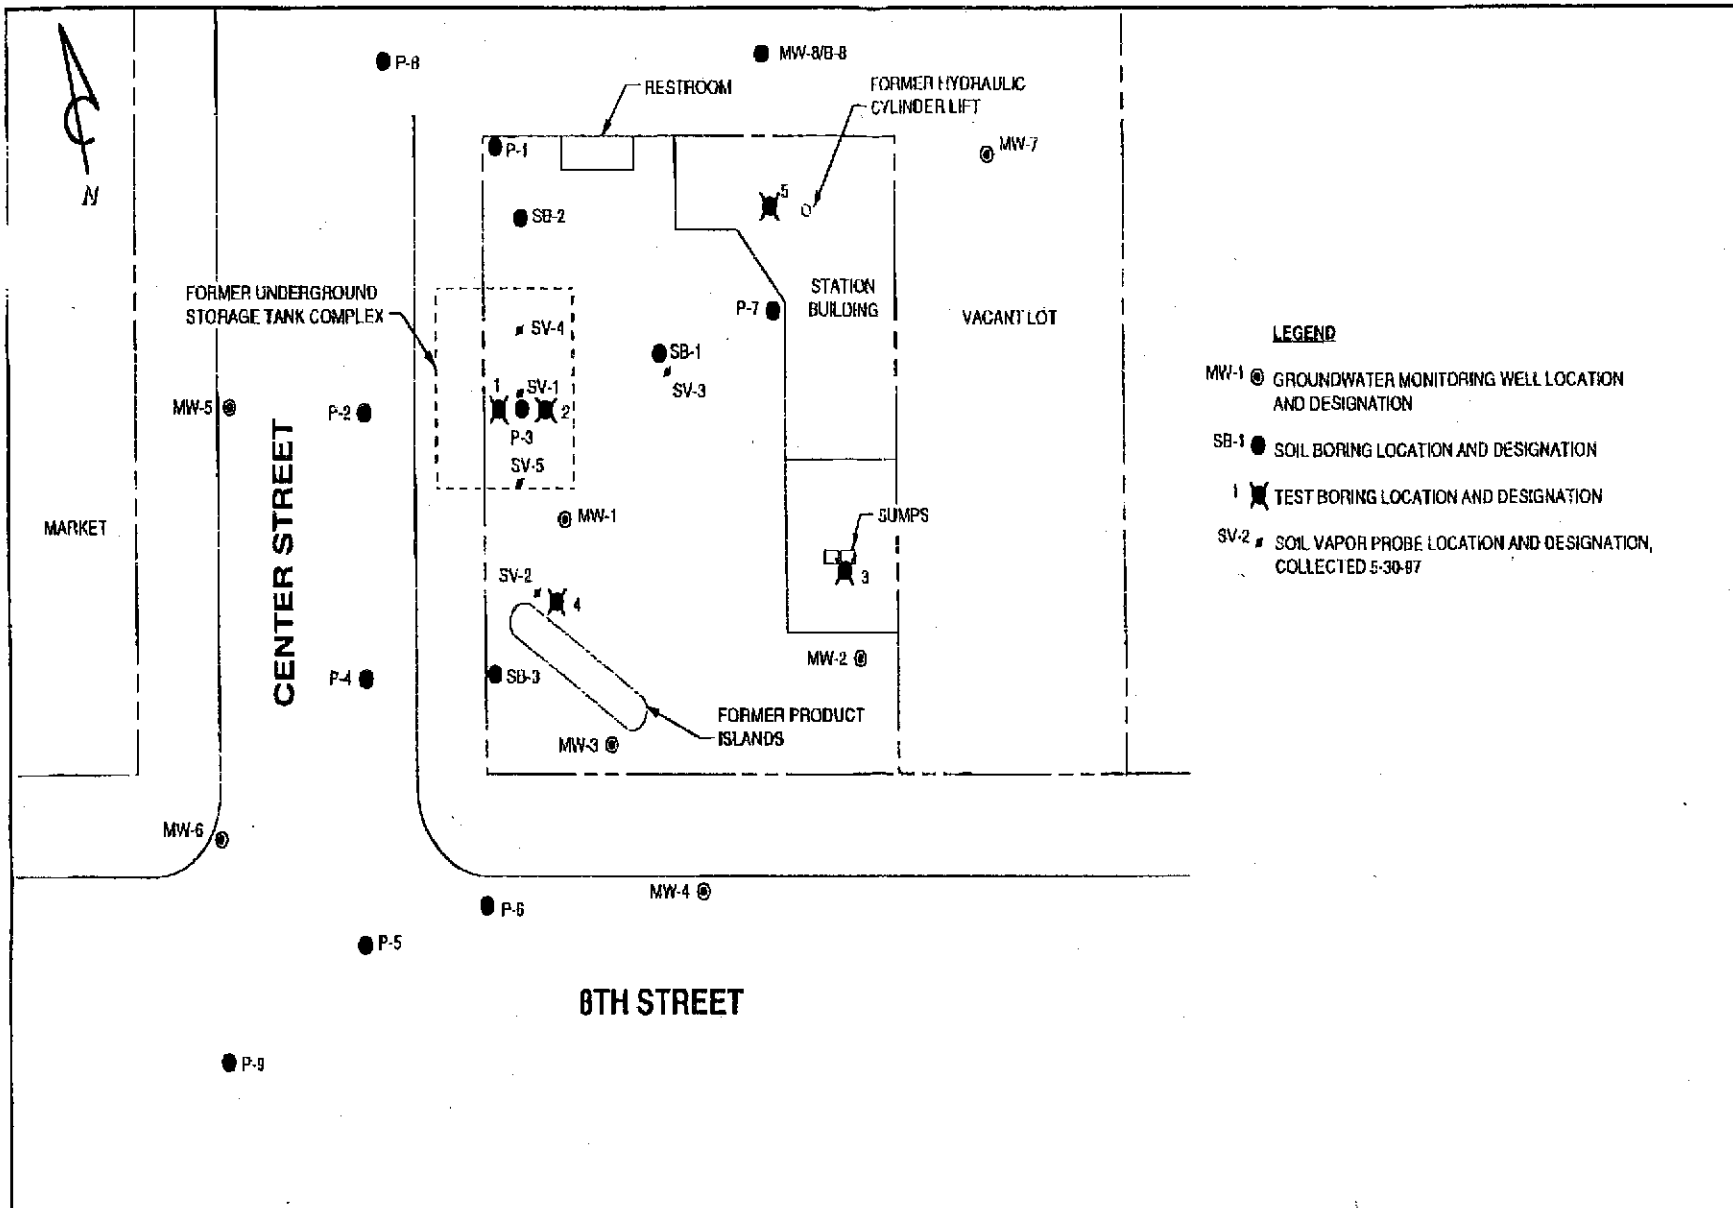 P-8
MW-8/B-8
RESTROOM
FORMER HYDRAULIC
CYLINDER LIFT
P-1
MW-7
N
5
SB-2
FORMER UNDERGROUND
STORAGE TANK COMPLEX
STATION
BUILDING
P-7
VACANT LOT
SV-4
SB-1
SV-3
1
SV-1
MW-5
P-2
2
P-3
SV-5
CENTER STREET
MARKET
MW-1
SUMPS
3
SV-2
4
MW-2
P-4
SB-3
FORMER PRODUCT
ISLANDS
MW-3
MW-6
MW-4
P-6
P-5
8TH STREET
P-9
LEGEND
MW-1 GROUNDWATER MONITORING WELL LOCATION
AND DESIGNATION
SB-1 SOIL BORING LOCATION AND DESIGNATION
1 TEST BORING LOCATION AND DESIGNATION
SV-2 SOIL VAPOR PROBE LOCATION AND DESIGNATION,
COLLECTED 5-30-97